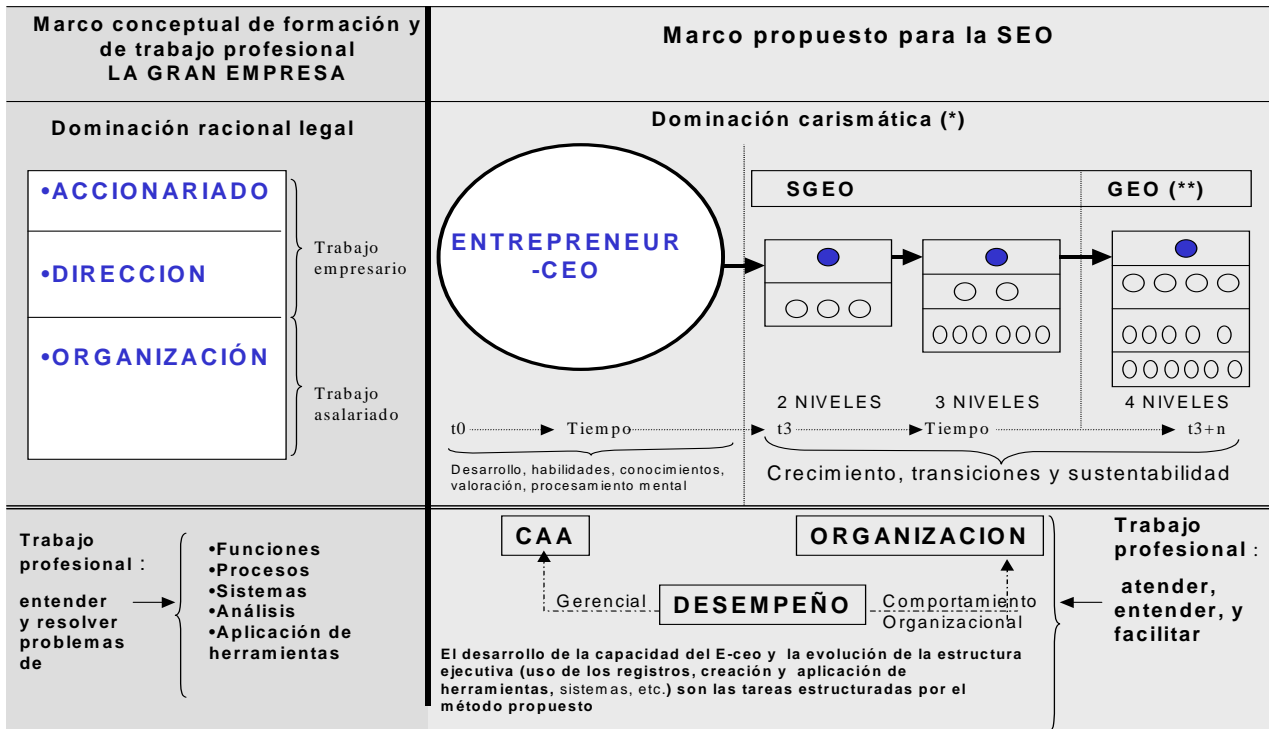 Marco conceptual de formación y
de trabajo profesional
LA GRAN EMPRESA
Marco propuesto para la SEO
Dominación racional legal
•ACCIONARIADO
•DIRECCION
•ORGANIZACIÓN
Trabajo
empresario
Trabajo
asalariado
Dominación carismática (*)
ENTREPRENEUR
-CEO
SGEO
GEO (**)
2 NIVELES
3 NIVELES
4 NIVELES
t0
Tiempo
t3
Tiempo
t3+n
Desarrollo, habilidades, conocimientos,
valoración, procesamiento mental
Crecimiento, transiciones y sustentabilidad
Trabajo
profesional :
entender
y resolver
problemas
de
•Funciones
•Procesos
•Sistemas
•Análisis
•Aplicación de
herramientas
CAA
ORGANIZACION
Gerencial
DESEMPEÑO
Comportamiento
Organizacional
El desarrollo de la capacidad del E-ceo y la evolución de la estructura
ejecutiva (uso de los registros, creación y aplicación de
herramientas, sistemas, etc.) son las tareas estructuradas por el
método propuesto
Trabajo
profesional :
atender,
entender, y
facilitar